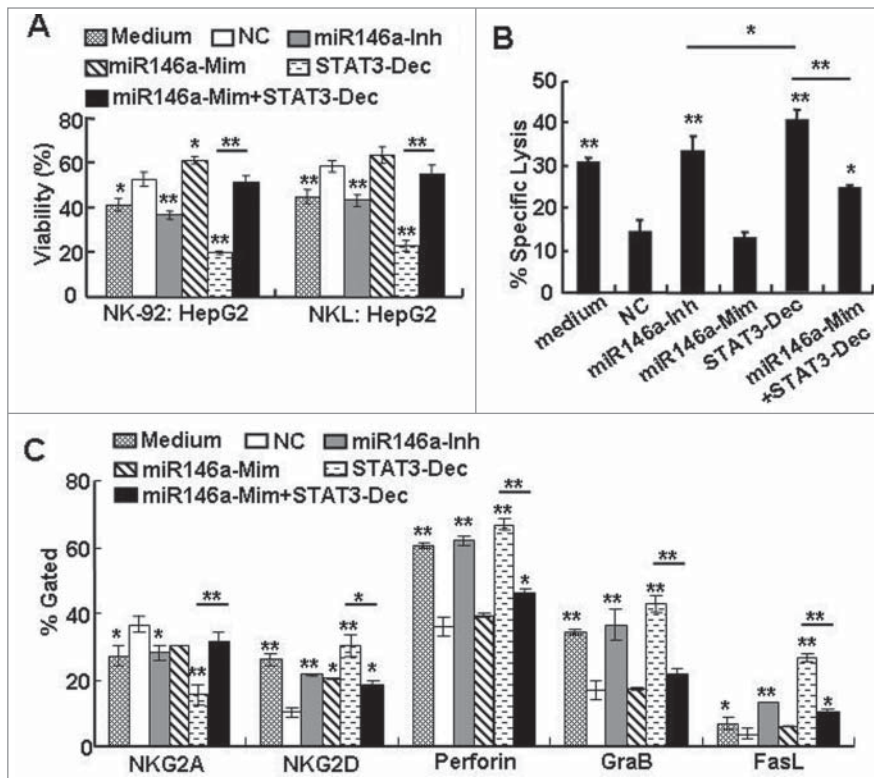 A
Medium NC miR146a-Inh
miR146a-Mim STAT3-Dec
miR146a-Mim+STAT3-Dec
Viability (%)
80
60
40
20
0
* ** * ** **
** ** ** **
NK-92: HepG2 NKL: HepG2
B
% Specific Lysis
50
40
30
20
10
0
*
**
** ** ** *
medium
NC
miR146a-Inh
miR146a-Mim
STAT3-Dec
miR146a-Mim
+STAT3-Dec
C
Medium NC miR146a-Inh
miR146a-Mim STAT3-Dec
miR146a-Mim+STAT3-Dec
% Gated
80
60
40
20
0
* * ** **
** ** * ** * *
** ** ** ** *
** ** ** **
* ** ** ** *
NKG2A NKG2D Perforin GraB FasL